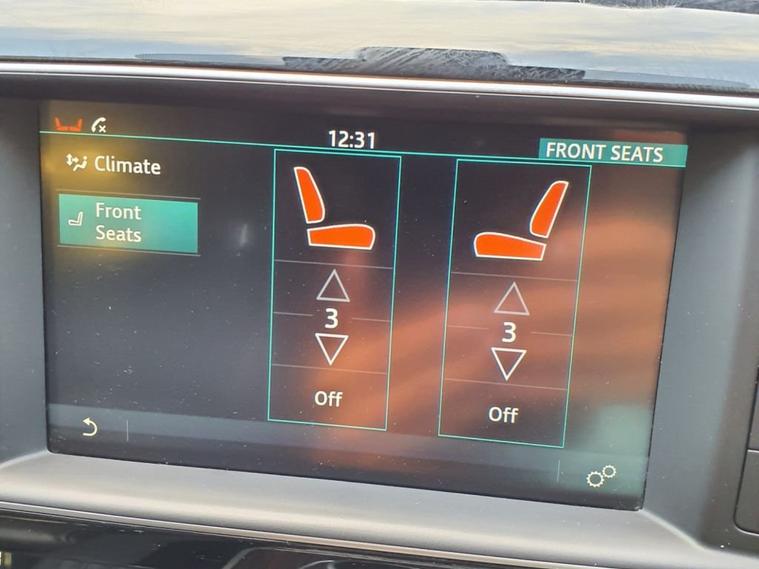 12:31
FRONT SEATS
Climate
Front
Seats
3
3
Off
Off